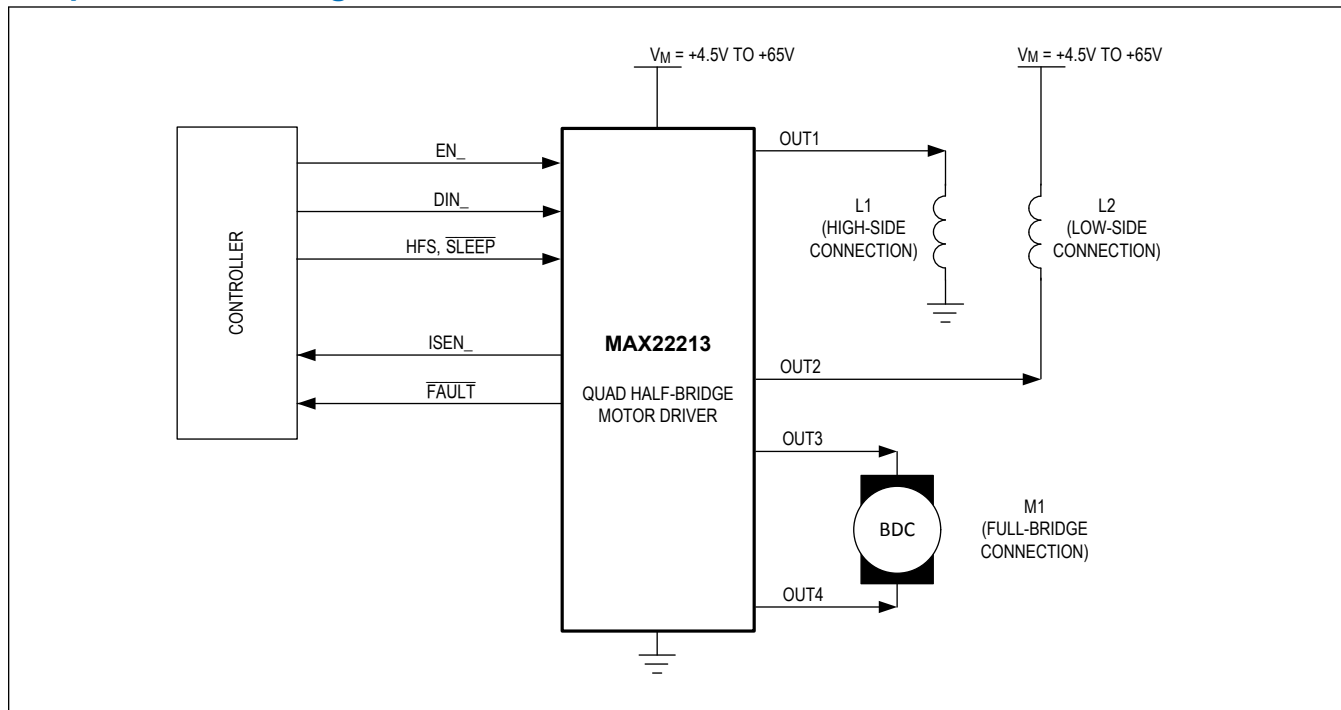 VM = +4.5V TO +65V
VM = +4.5V TO +65V
CONTROLLER
EN_
DIN_
HFS, SLEEP
ISEN_
FAULT
MAX22213
QUAD HALF-BRIDGE
MOTOR DRIVER
OUT1
L1
(HIGH-SIDE
CONNECTION)
L2
(LOW-SIDE
CONNECTION)
OUT2
OUT3
BDC
M1
(FULL-BRIDGE
CONNECTION)
OUT4